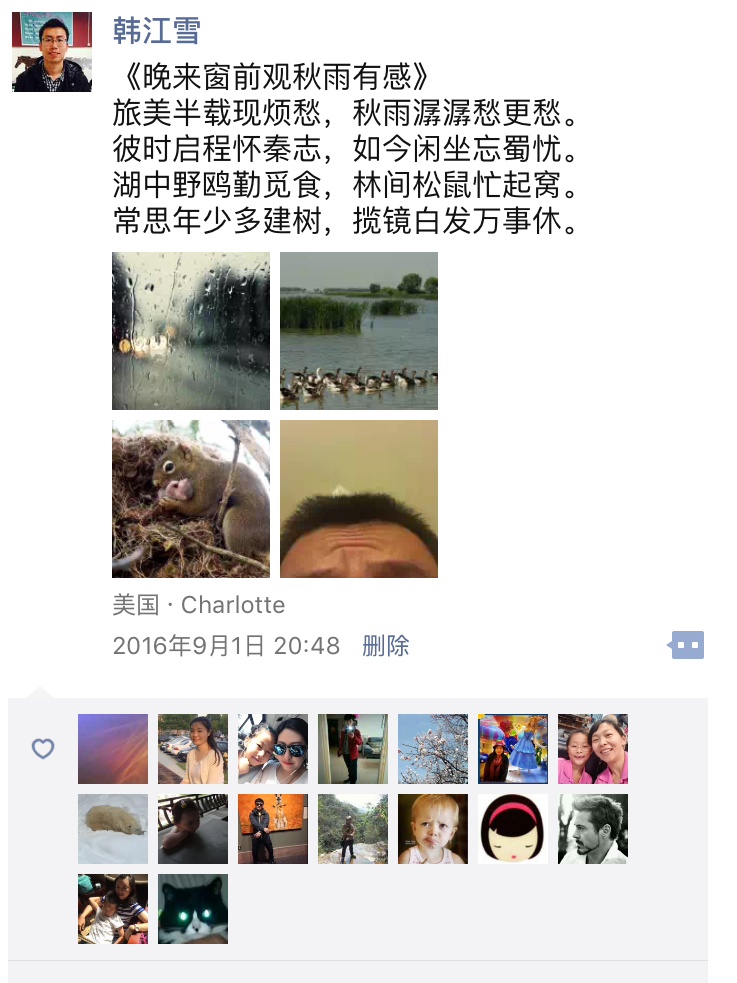 韩江雪
《晚来窗前观秋雨有感》
旅美半载现烦愁，秋雨潺潺愁更愁。
彼时启程怀秦志，如今闲坐忘蜀忧。
湖中野鸥勤觅食，林间松鼠忙起窝。
常思年少多建树，揽镜白发万事休。
美国 · Charlotte
2016年9月1日 20:48 删除